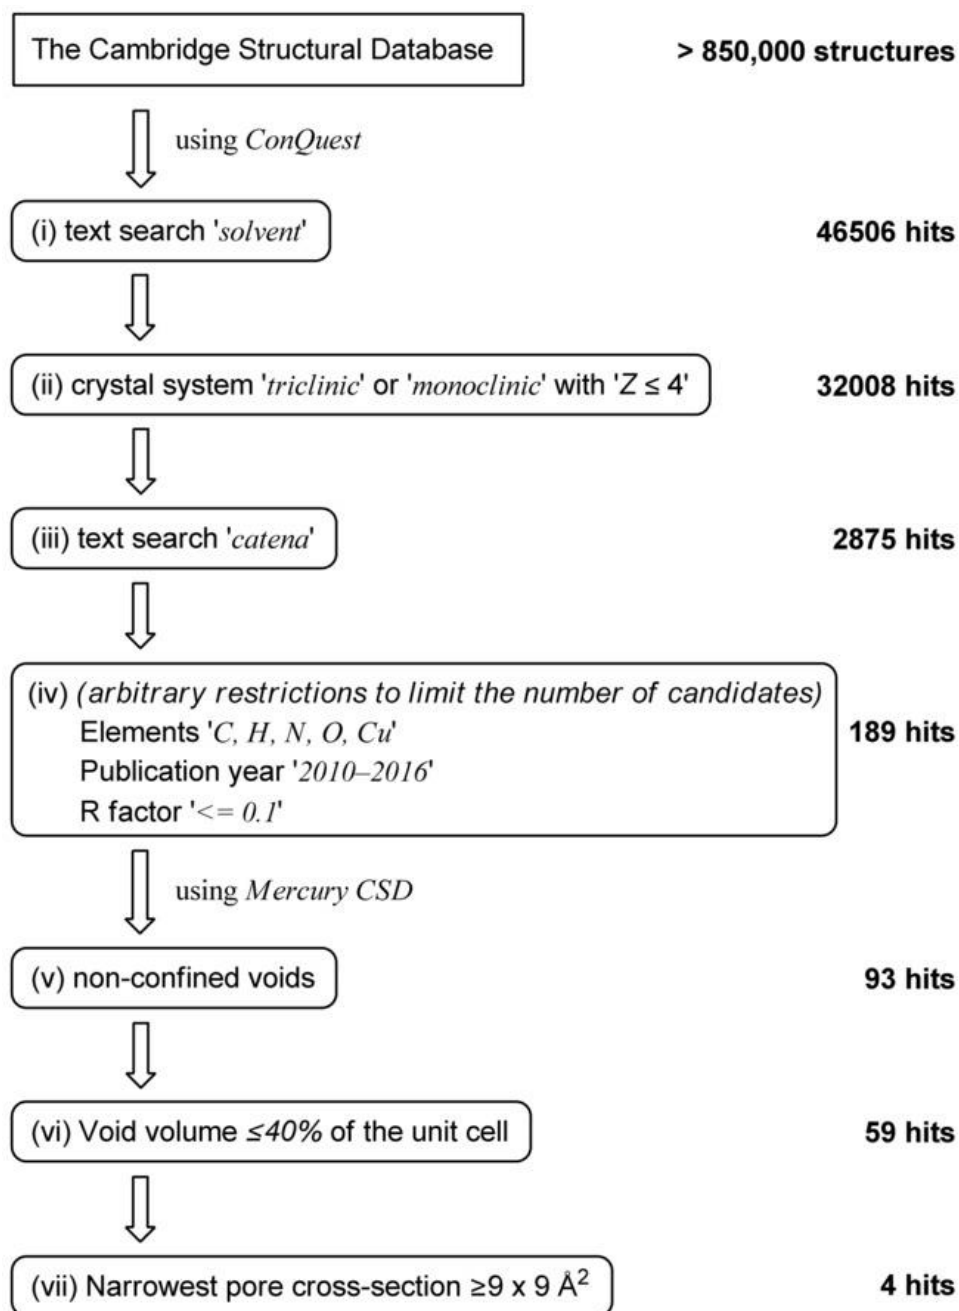 The Cambridge Structural Database > 850,000 structures
using ConQuest
(i) text search 'solvent' 46506 hits
(ii) crystal system 'triclinic' or 'monoclinic' with 'Z ≤ 4' 32008 hits
(iii) text search 'catena' 2875 hits
(iv) (arbitrary restrictions to limit the number of candidates)
Elements 'C, H, N, O, Cu' 189 hits
Publication year '2010–2016'
R factor '<= 0.1'
using Mercury CSD
(v) non-confined voids 93 hits
(vi) Void volume ≤40% of the unit cell 59 hits
(vii) Narrowest pore cross-section ≥9 x 9 Å² 4 hits